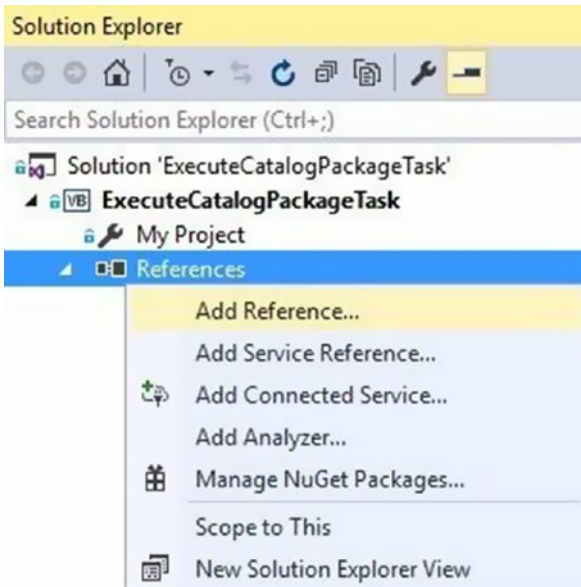 Solution Explorer
Search Solution Explorer (Ctrl+;)
Solution 'ExecuteCatalogPackageTask'
VB ExecuteCatalogPackageTask
My Project
References
Add Reference...
Add Service Reference...
Add Connected Service...
Add Analyzer...
Manage NuGet Packages...
Scope to This
New Solution Explorer View